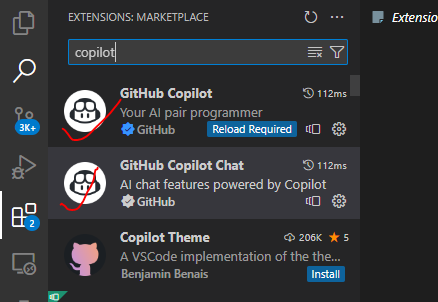 EXTENSIONS: MARKETPLACE
Extensio
copilot
GitHub Copilot 112ms
Your AI pair programmer
GitHub Reload Required
3K+
GitHub Copilot Chat 112ms
AI chat features powered by Copilot
GitHub
2
Copilot Theme 206K 5
A VSCode implementation of the the...
Benjamin Benais Install